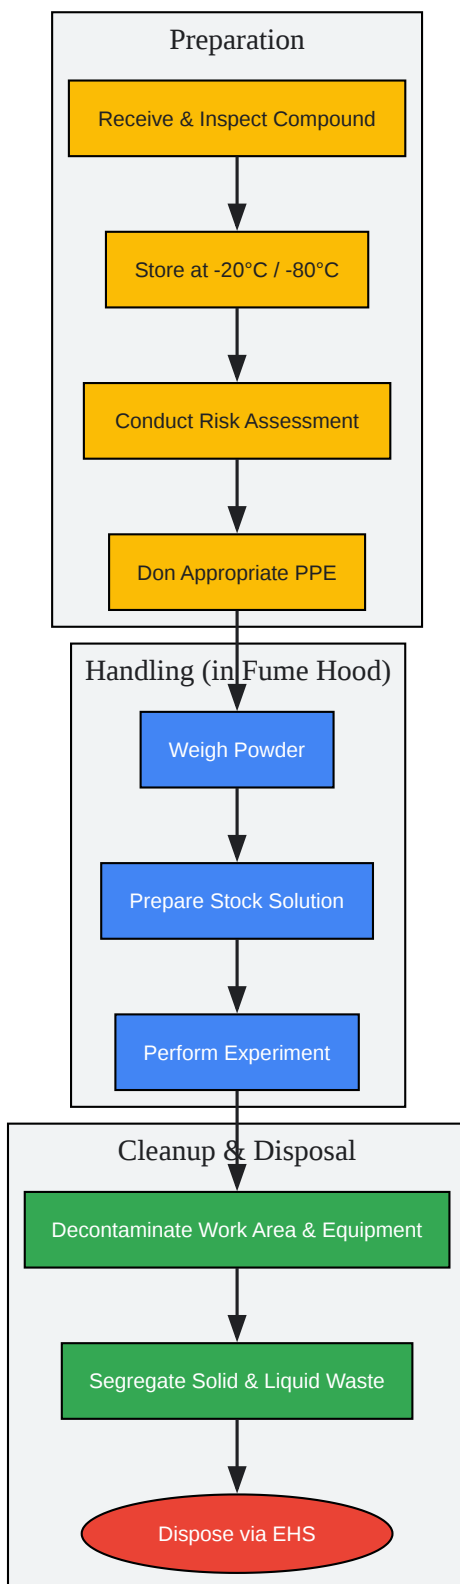 Preparation
Receive & Inspect Compound
Store at -20°C / -80°C
Conduct Risk Assessment
Don Appropriate PPE
Handling (in Fume Hood)
Weigh Powder
Prepare Stock Solution
Perform Experiment
Cleanup & Disposal
Decontaminate Work Area & Equipment
Segregate Solid & Liquid Waste
Dispose via EHS